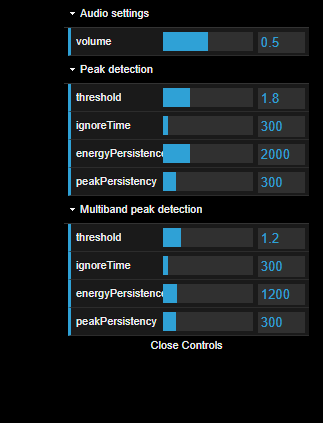 Audio settings
volume 0.5
Peak detection
threshold 1.8
ignoreTime 300
energyPersistence 2000
peakPersistency 300
Multiband peak detection
threshold 1.2
ignoreTime 300
energyPersistenc 1200
peakPersistency 300
Close Controls